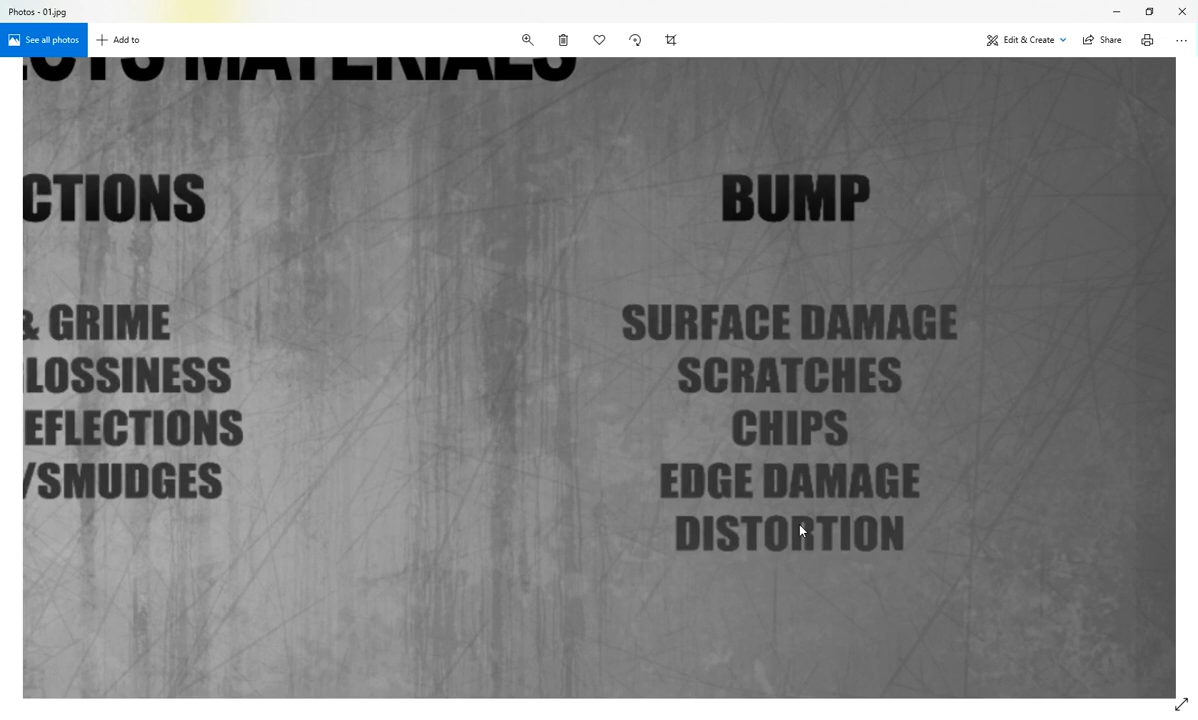 Photos - 01.jpg
See all photos
Add to
Edit & Create
Share
MATERIALS
CTIONS
BUMP
& GRIME
LOSSINESS
EFLECTIONS
/SMUDGES
SURFACE DAMAGE
SCRATCHES
CHIPS
EDGE DAMAGE
DISTORTION